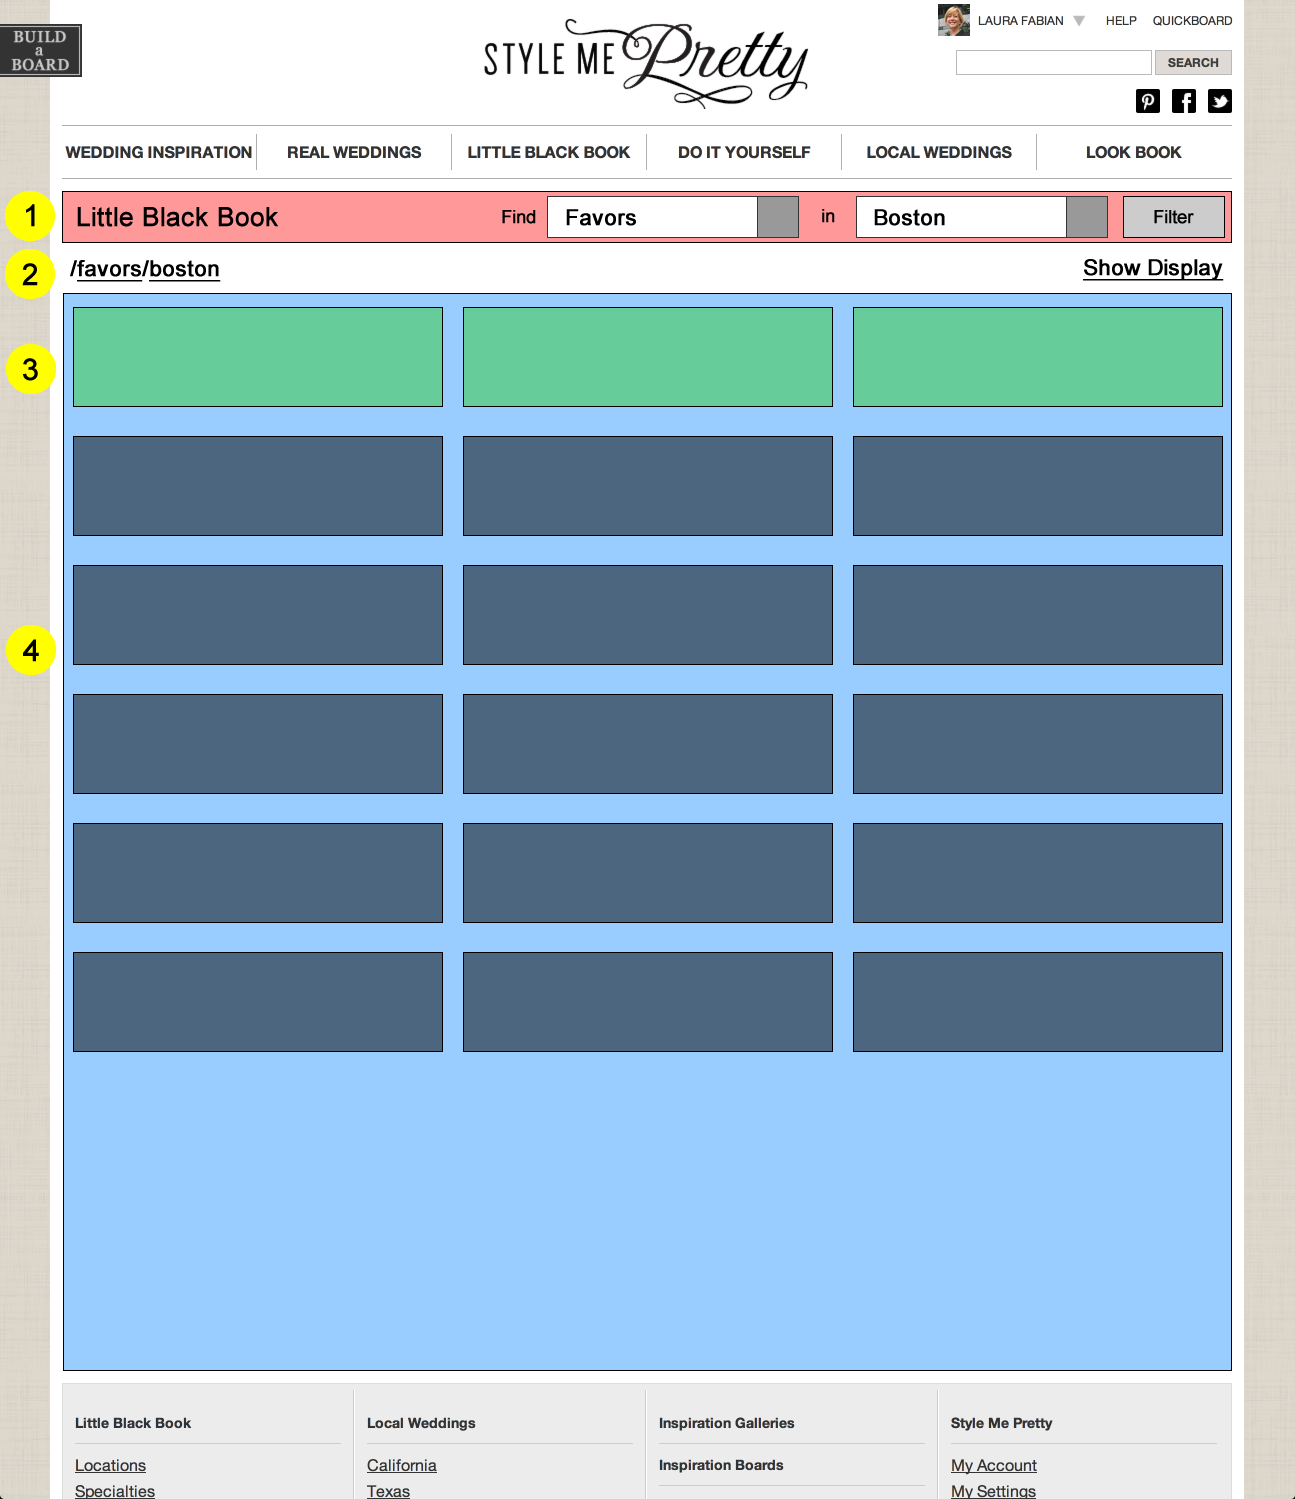 BUILD
a
BOARD
STYLE ME Pretty
LAURA FABIAN HELP QUICKBOARD
SEARCH
WEDDING INSPIRATION REAL WEDDINGS LITTLE BLACK BOOK DO IT YOURSELF LOCAL WEDDINGS LOOK BOOK
1 Little Black Book Find Favors in Boston Filter
2 /favors/boston Show Display
3
4
Little Black Book Local Weddings Inspiration Galleries Style Me Pretty
Locations California Inspiration Boards My Account
Specialties Texas My Settings